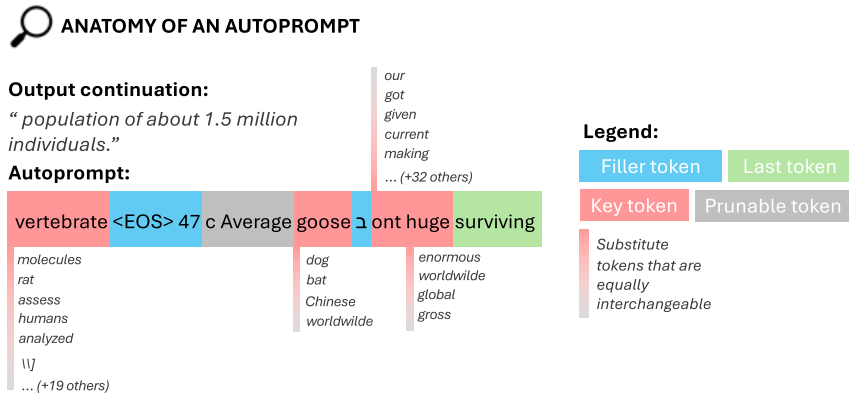 ANATOMY OF AN AUTOPROMPT
Output continuation:
“ population of about 1.5 million
individuals.”
Autoprompt:
our
got
given
current
making
... (+32 others)
vertebrate <EOS> 47 c Average goose ב ont huge surviving
molecules
rat
assess
humans
analyzed
\\]
... (+19 others)
dog
bat
Chinese
worldwilde
enormous
worldwilde
global
gross
Legend:
Filler token
Last token
Key token
Prunable token
Substitute
tokens that are
equally
interchangeable